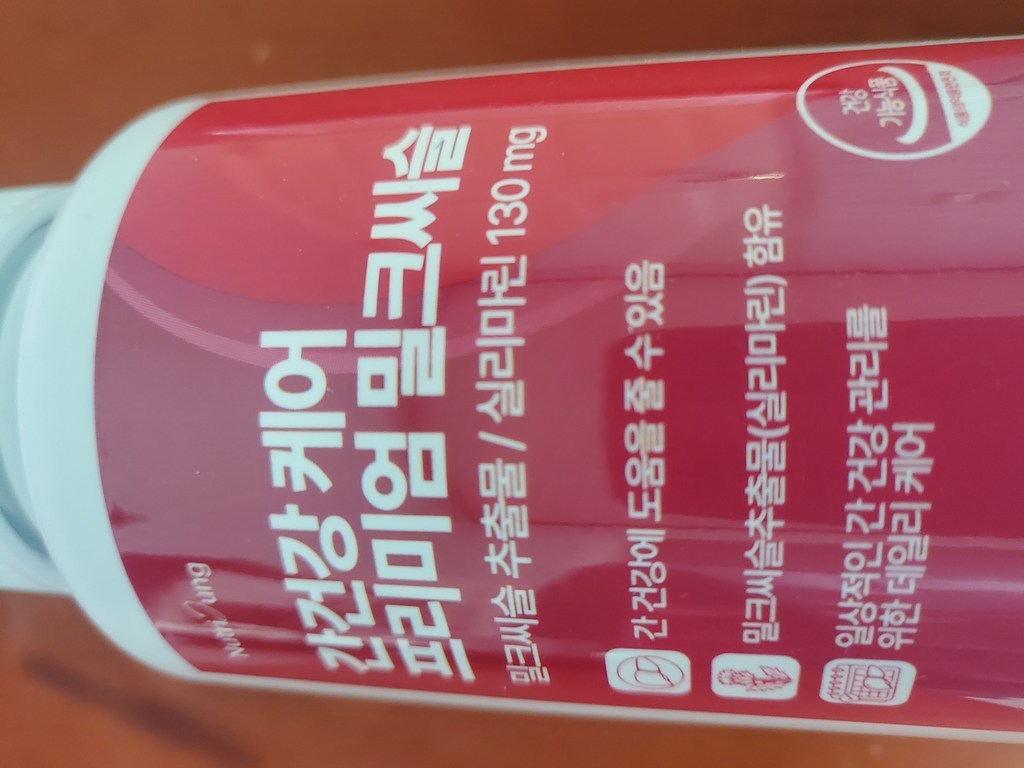 간건강 케어
프리미엄 밀크씨슬
밀크씨슬 추출물 / 실리마린 130 mg
간 건강에 도움을 줄 수 있음
밀크씨슬추출물(실리마린) 함유
일상적인 간 건강 관리를
위한 데일리 케어
건강
기능식품